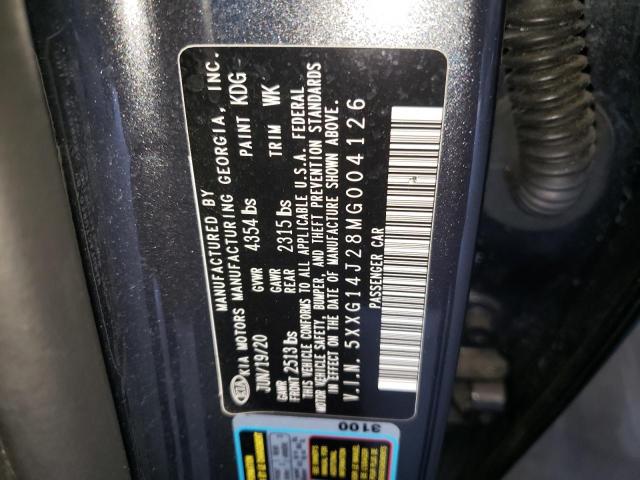 MANUFACTURED BY
KIA KIA MOTORS MANUFACTURING GEORGIA, INC.
JUN/19/20 GVWR 4354 lbs PAINT KDG
GAWR FRONT 2513 lbs GAWR REAR 2315 lbs TRIM WK
THIS VEHICLE CONFORMS TO ALL APPLICABLE U.S.A. FEDERAL
MOTOR VEHICLE SAFETY, BUMPER, AND THEFT PREVENTION STANDARDS
IN EFFECT ON THE DATE OF MANUFACTURE SHOWN ABOVE.
V.I.N. 5XXG14J28MG004126
PASSENGER CAR
3100